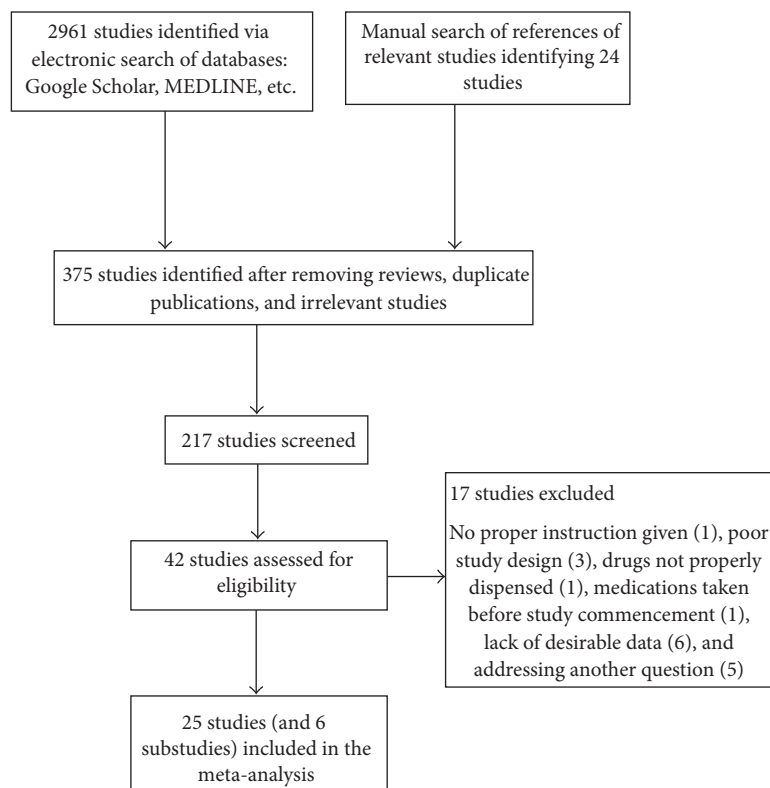 2961 studies identified via
electronic search of databases:
Google Scholar, MEDLINE, etc.
Manual search of references of
relevant studies identifying 24
studies
375 studies identified after removing reviews, duplicate
publications, and irrelevant studies
217 studies screened
42 studies assessed for
eligibility
17 studies excluded
No proper instruction given (1), poor
study design (3), drugs not properly
dispensed (1), medications taken
before study commencement (1),
lack of desirable data (6), and
addressing another question (5)
25 studies (and 6
substudies) included in the
meta-analysis